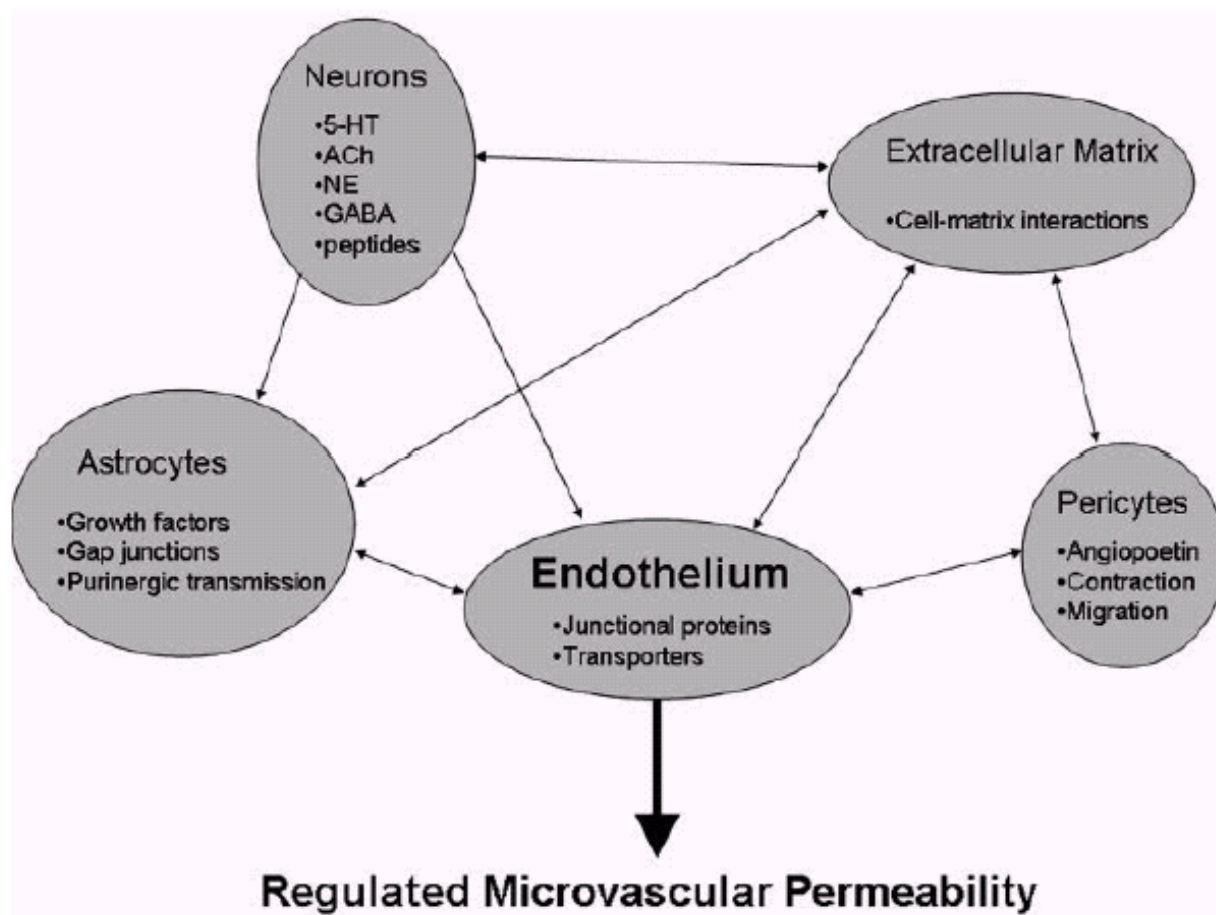 Neurons
•5-HT
•ACh
•NE
•GABA
•peptides
Extracellular Matrix
•Cell-matrix interactions
Astrocytes
•Growth factors
•Gap junctions
•Purinergic transmission
Endothelium
•Junctional proteins
•Transporters
Pericytes
•Angiopoetin
•Contraction
•Migration
Regulated Microvascular Permeability